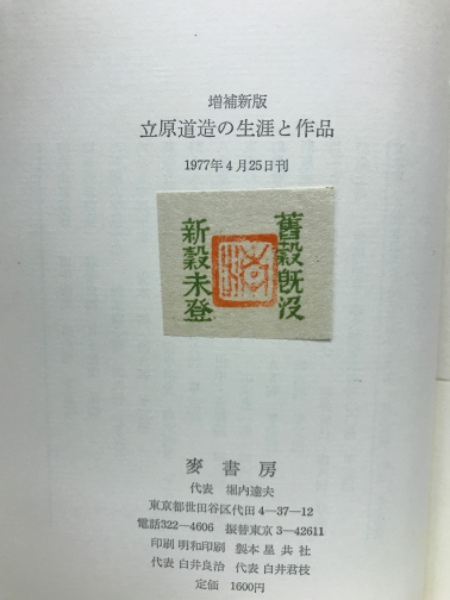 増補新版
立原道造の生涯と作品
1977年4月25日刊
舊穀既没
新穀未登
麥書房
代表 堀内達夫
東京都世田谷区代田4―37―12
電話322―4606 振替東京3―42611
印刷 明和印刷 製本 星共社
代表 白井良治 代表 白井君枝
定価 1600円